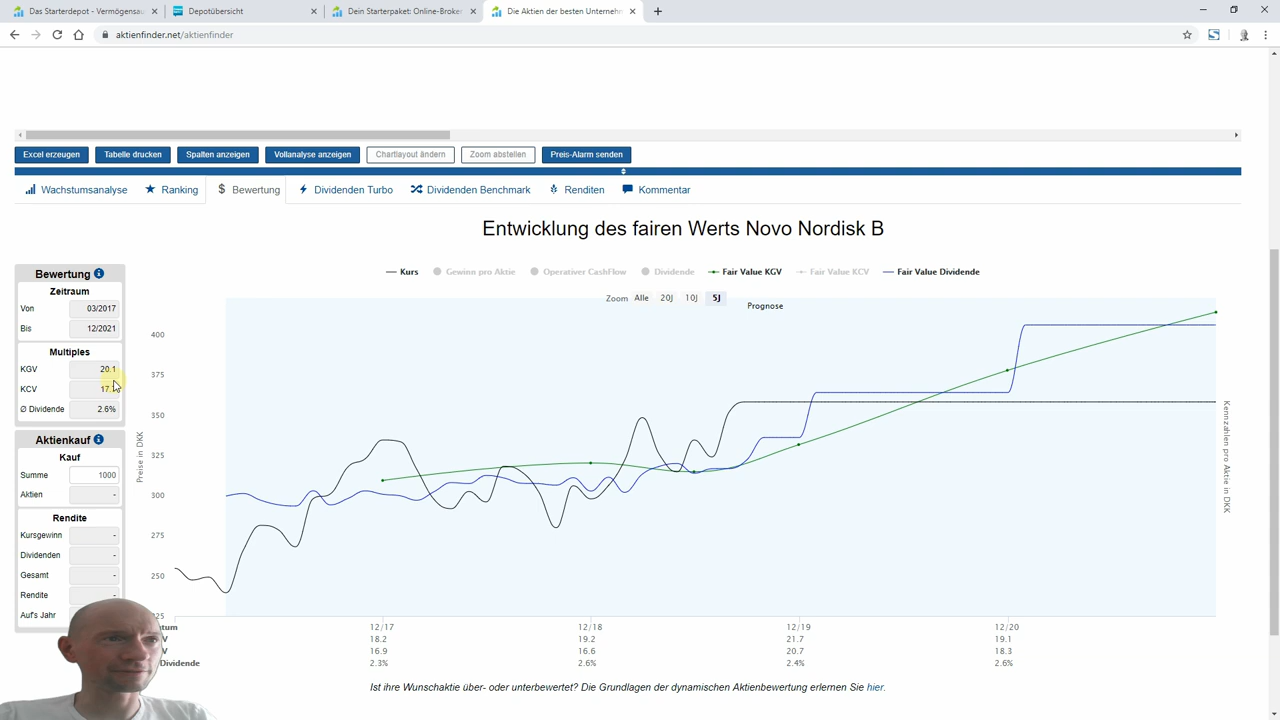 Das Starterdepot - Vermögensau
Depotübersicht
Dein Starterpaket: Online-Broker
Die Aktien der besten Unternehm
aktienfinder.net/aktienfinder
Excel erzeugen
Tabelle drucken
Spalten anzeigen
Vollanalyse anzeigen
Chartlayout ändern
Zoom abstellen
Preis-Alarm senden
Wachstumsanalyse
Ranking
Bewertung
Dividenden Turbo
Dividenden Benchmark
Renditen
Kommentar
Entwicklung des fairen Werts Novo Nordisk B
Kurs
Gewinn pro Aktie
Operativer CashFlow
Dividende
Fair Value KGV
Fair Value KCV
Fair Value Dividende
Zoom Alle 20J 10J 5J
Prognose
Bewertung
Zeitraum
Von 03/2017
Bis 12/2021
Multiples
KGV 20.1
KCV 17.
Ø Dividende 2.6%
Aktienkauf
Kauf
Summe 1000
Aktien -
Rendite
Kursgewinn -
Dividenden -
Gesamt -
Rendite -
Auf's Jahr
Preise in DKK
400
375
350
325
300
275
250
25
Kennzahlen pro Aktie in DKK
tum 12/17 12/18 12/19 12/20
V 18.2 19.2 21.7 19.1
V 16.9 16.6 20.7 18.3
Dividende 2.3% 2.6% 2.4% 2.6%
Ist ihre Wunschaktie über- oder unterbewertet? Die Grundlagen der dynamischen Aktienbewertung erlernen Sie hier.